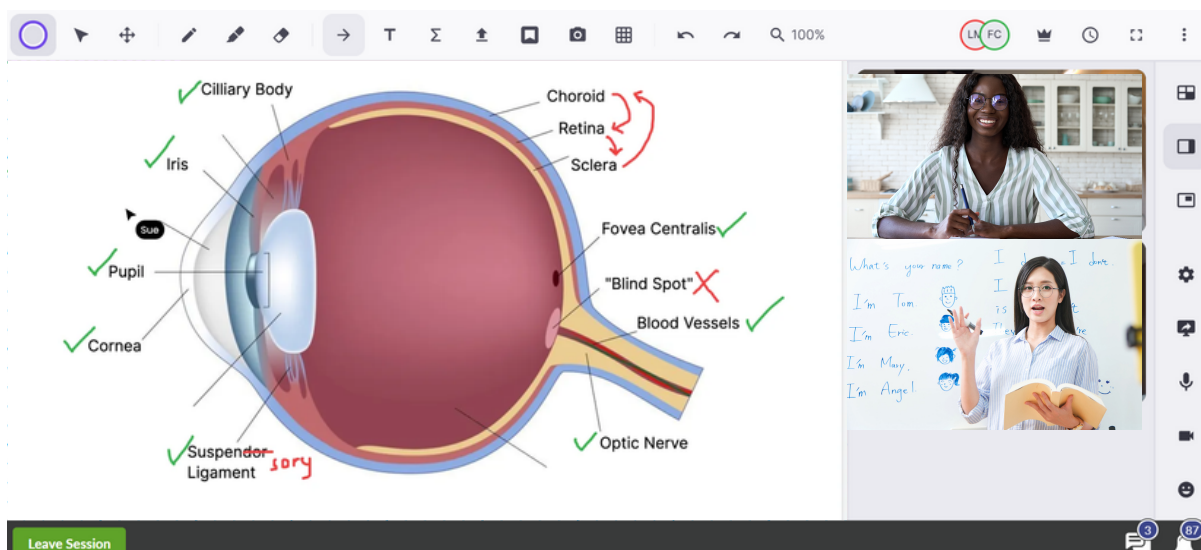 100%
LN
FC
Cilliary Body
Choroid
Retina
Sclera
Iris
Sue
Fovea Centralis
Pupil
"Blind Spot"
Blood Vessels
Cornea
Optic Nerve
Suspendor
sory
Ligament
What's your name?
I'm Tom
I'm Eric.
I'm Mary.
I'm Angel
Leave Session
3
87